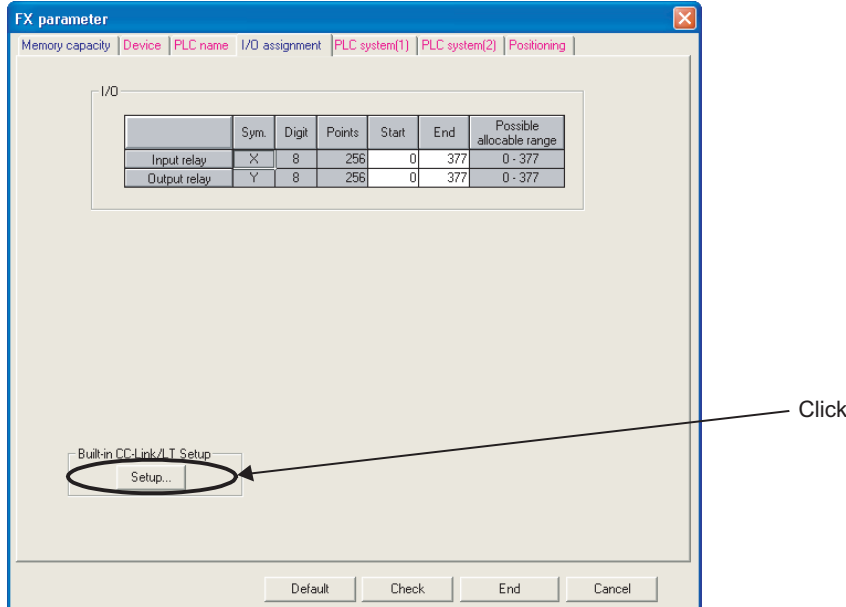 FX parameter
Memory capacity Device PLC name I/O assignment PLC system(1) PLC system(2) Positioning
I/O
Sym. Digit Points Start End Possible allocable range
Input relay X 8 256 0 377 0 - 377
Output relay Y 8 256 0 377 0 - 377
Click
Built-in CC-Link/LT Setup
Setup...
Default Check End Cancel